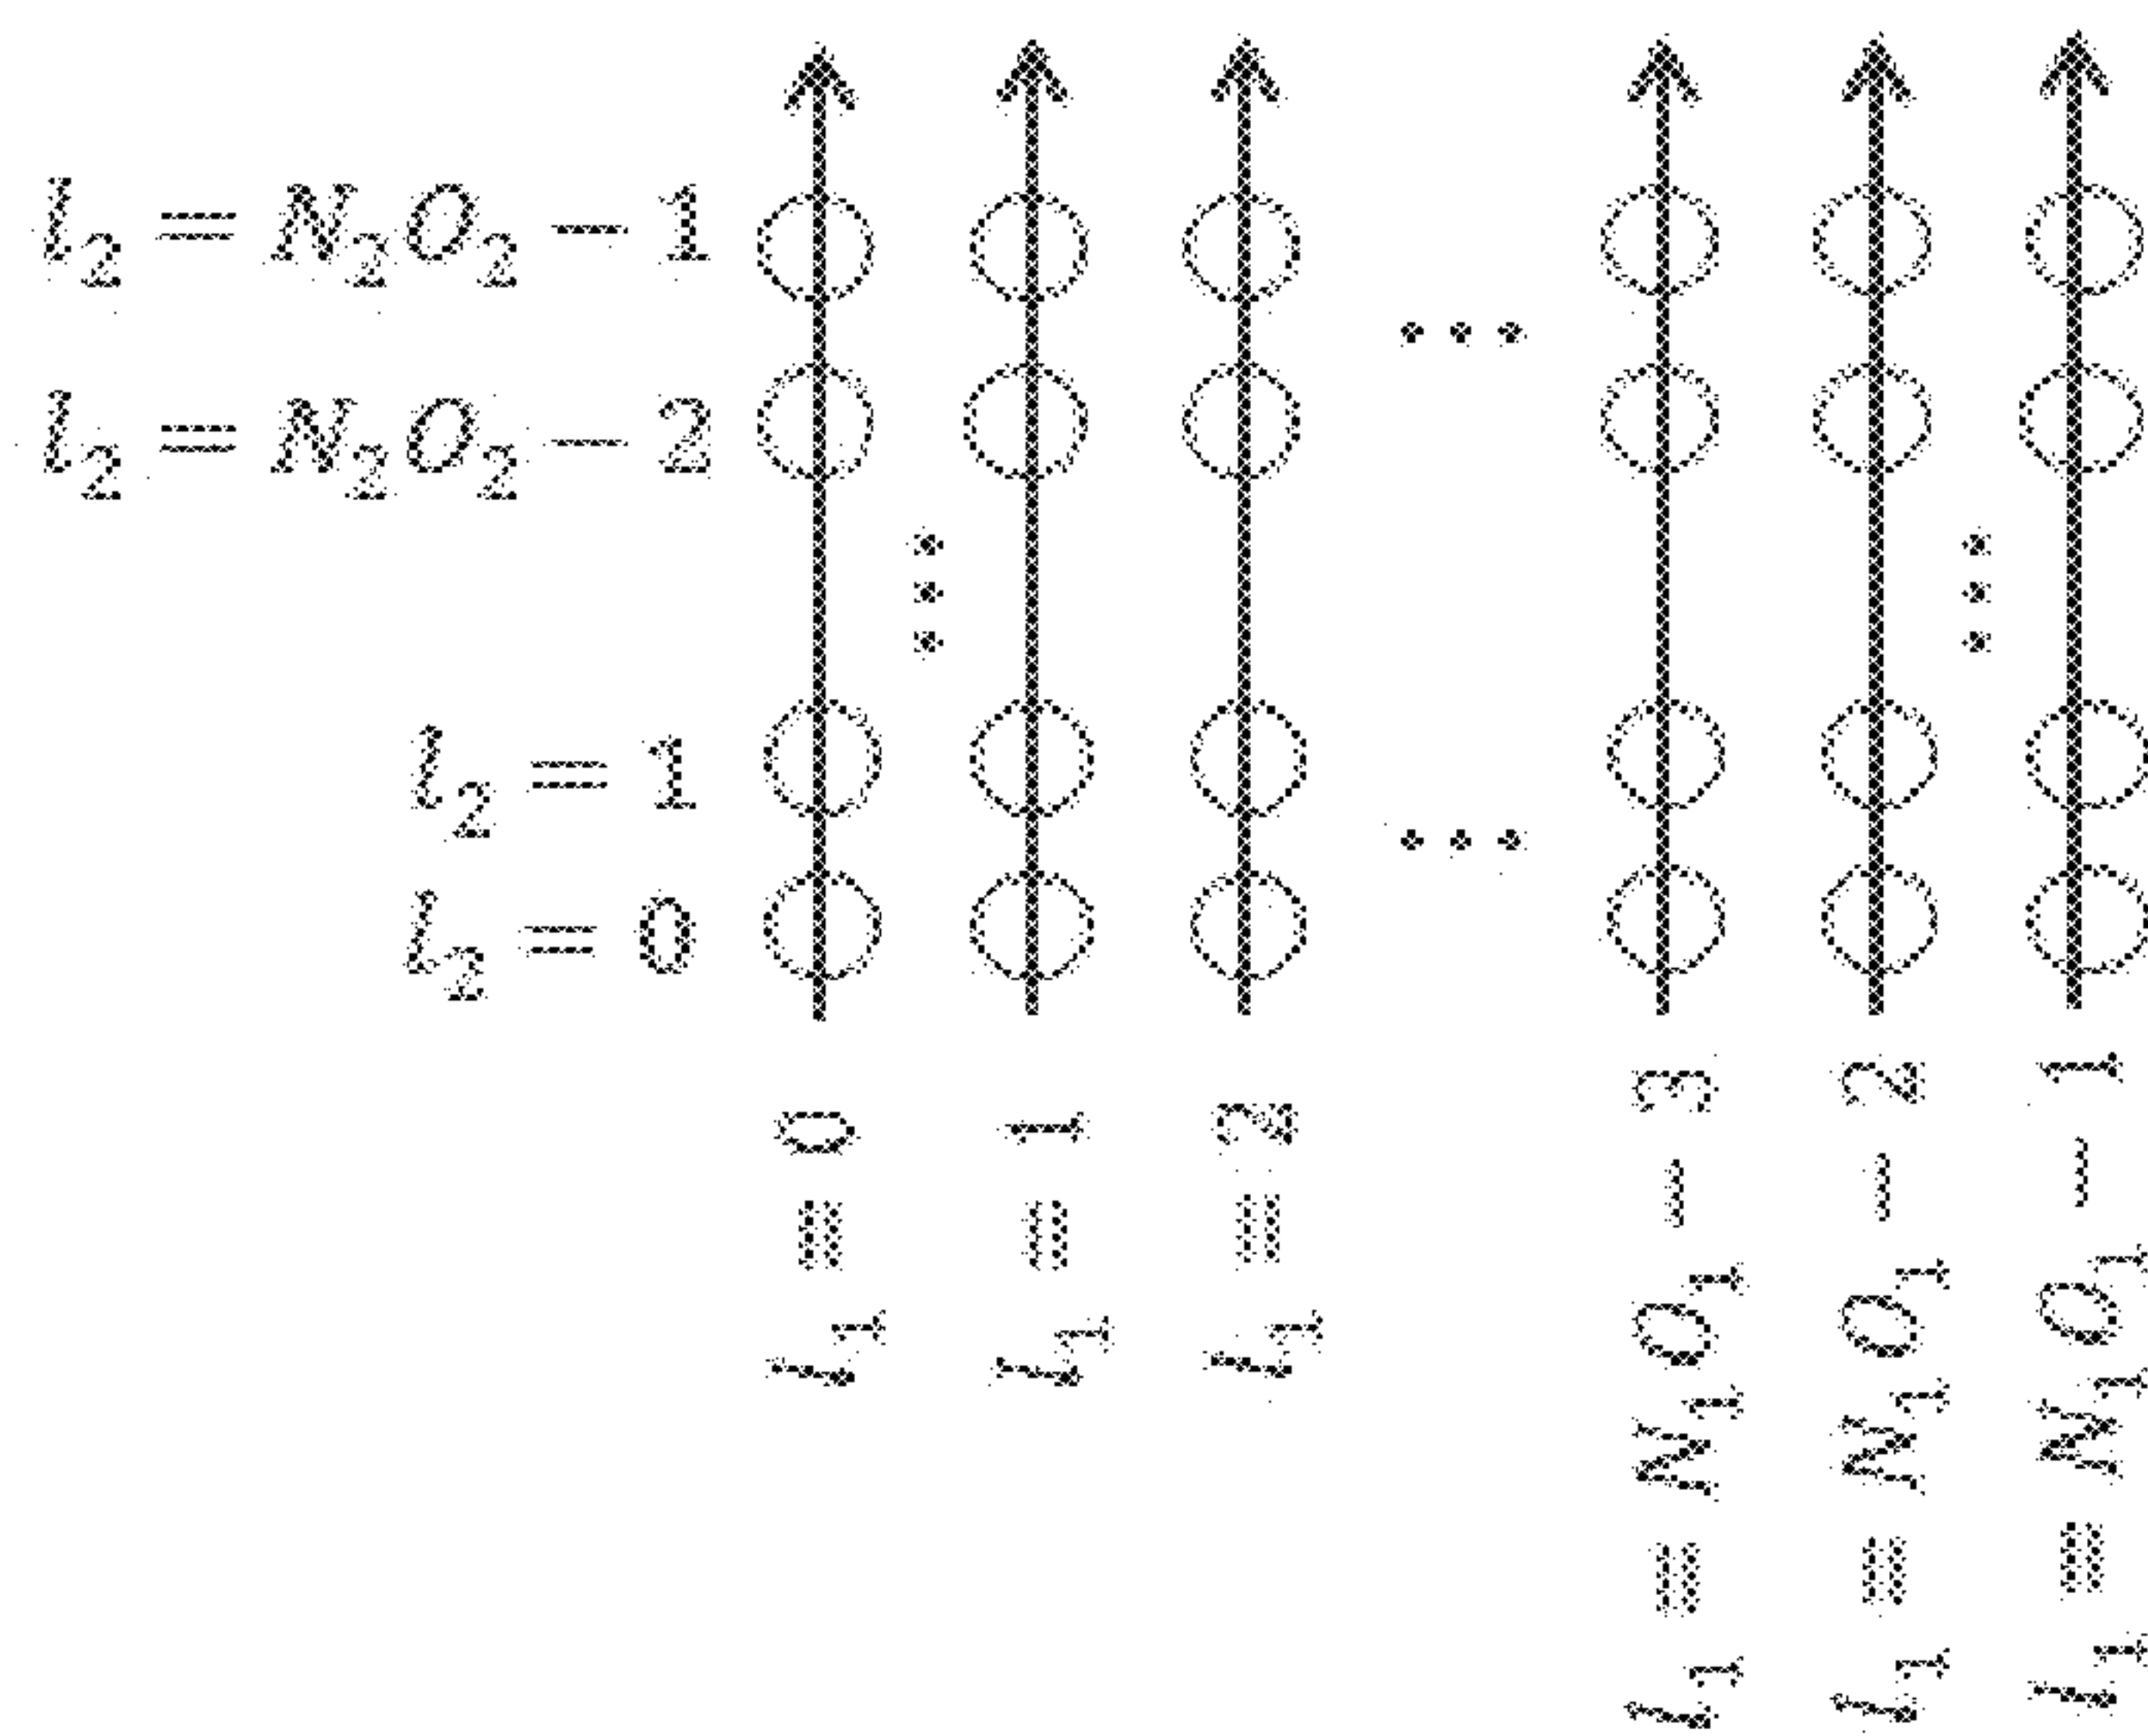 l₂ = N₂O₂ − 1
l₂ = N₂O₂ − 2
l₂ = 1
l₂ = 0
l₁ = 0
l₁ = 1
l₁ = 2
l₁ = N₁O₁ − 3
l₁ = N₁O₁ − 2
l₁ = N₁O₁ − 1